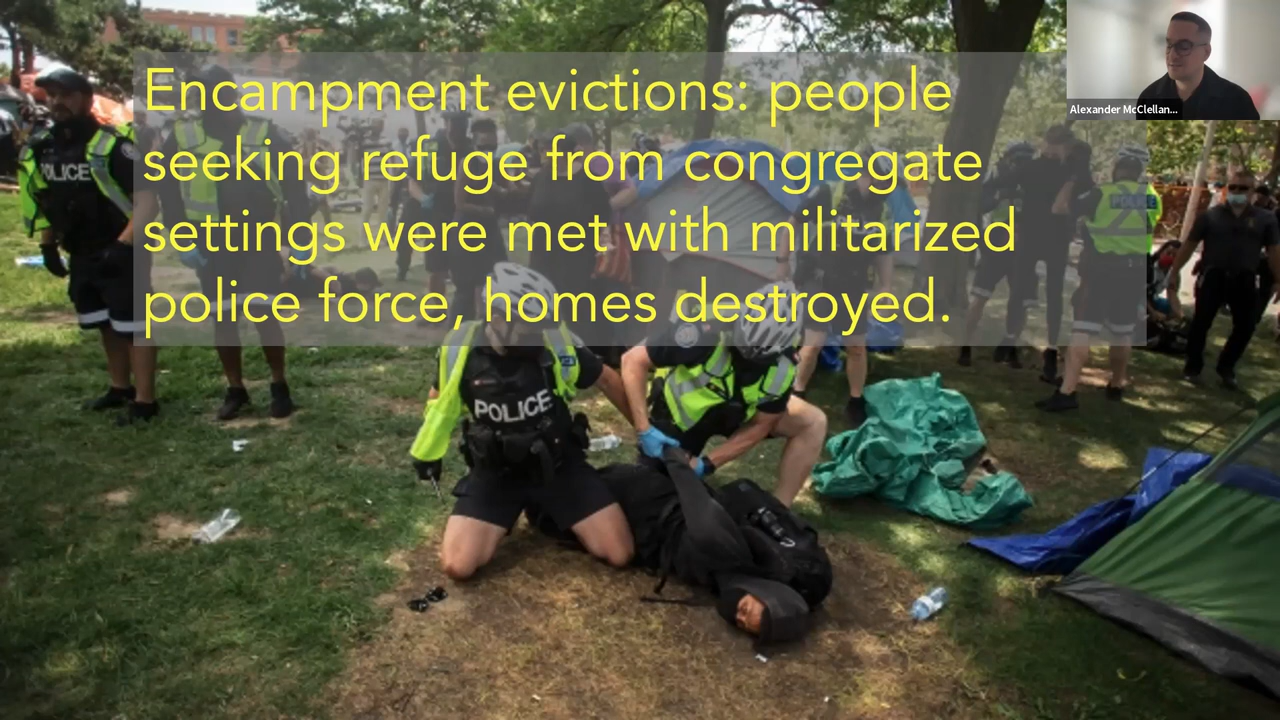 Encampment evictions: people
seeking refuge from congregate
settings were met with militarized
police force, homes destroyed.
Alexander McClellan...
POLICE
POLICE
POLICE